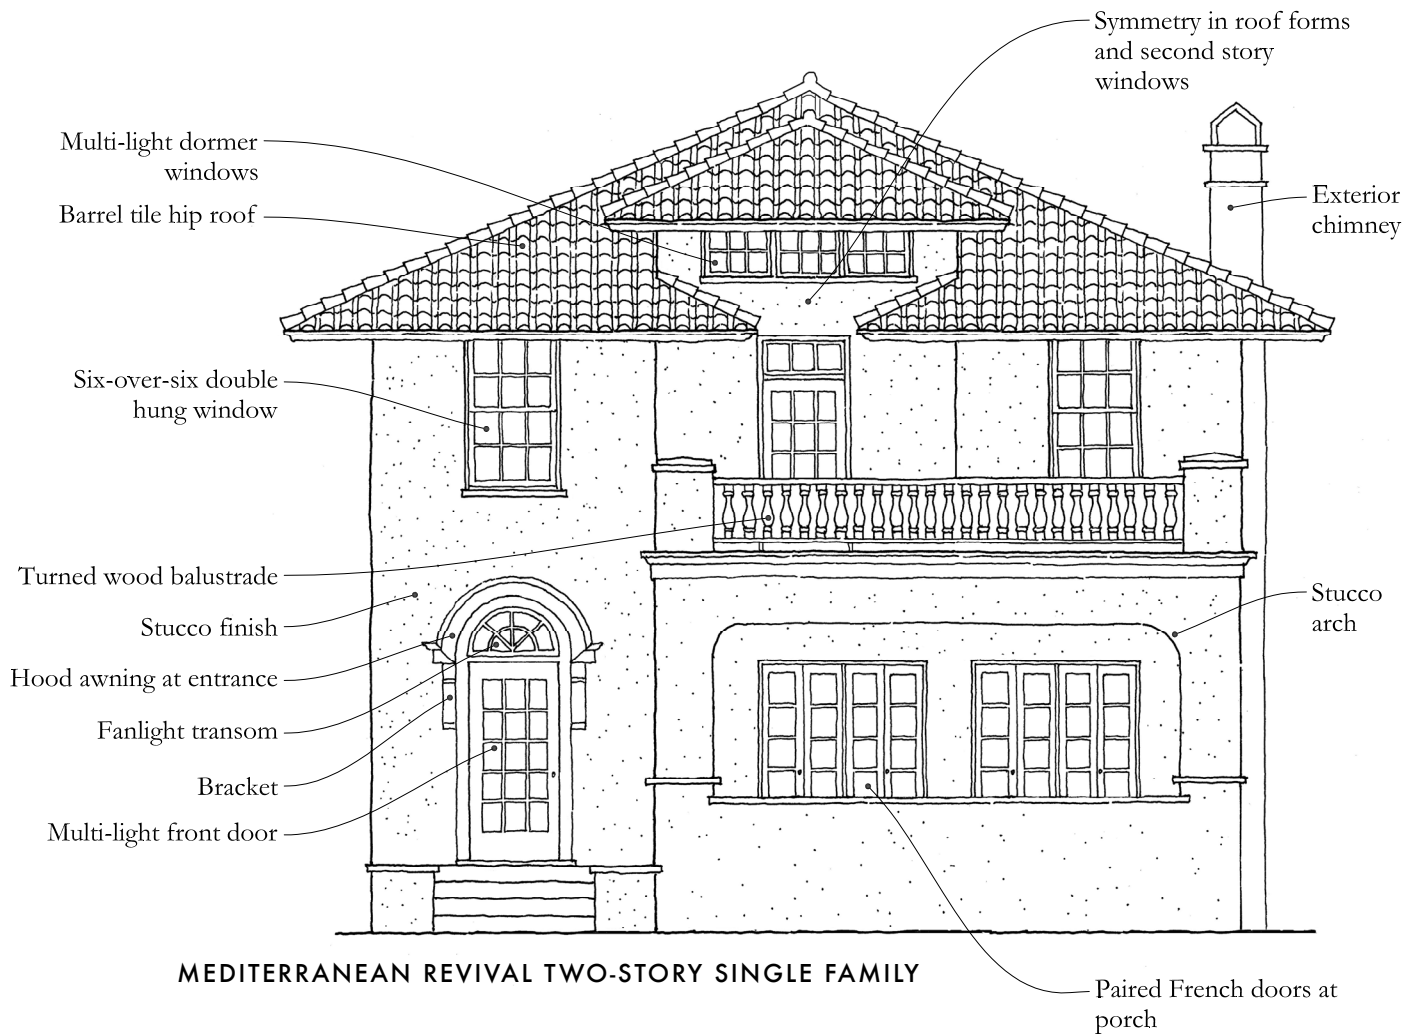 Symmetry in roof forms
and second story
windows
Multi-light dormer
windows
Barrel tile hip roof
Exterior
chimney
Six-over-six double
hung window
Turned wood balustrade
Stucco finish
Stucco
arch
Hood awning at entrance
Fanlight transom
Bracket
Multi-light front door
MEDITERRANEAN REVIVAL TWO-STORY SINGLE FAMILY
Paired French doors at
porch